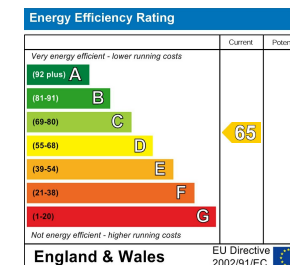 Energy Efficiency Rating
Current Poten
Very energy efficient - lower running costs
(92 plus) A
(81-91) B
(69-80) C
(55-68) D
65
(39-54) E
(21-38) F
(1-20) G
Not energy efficient - higher running costs
England & Wales
EU Directive
2002/91/EC